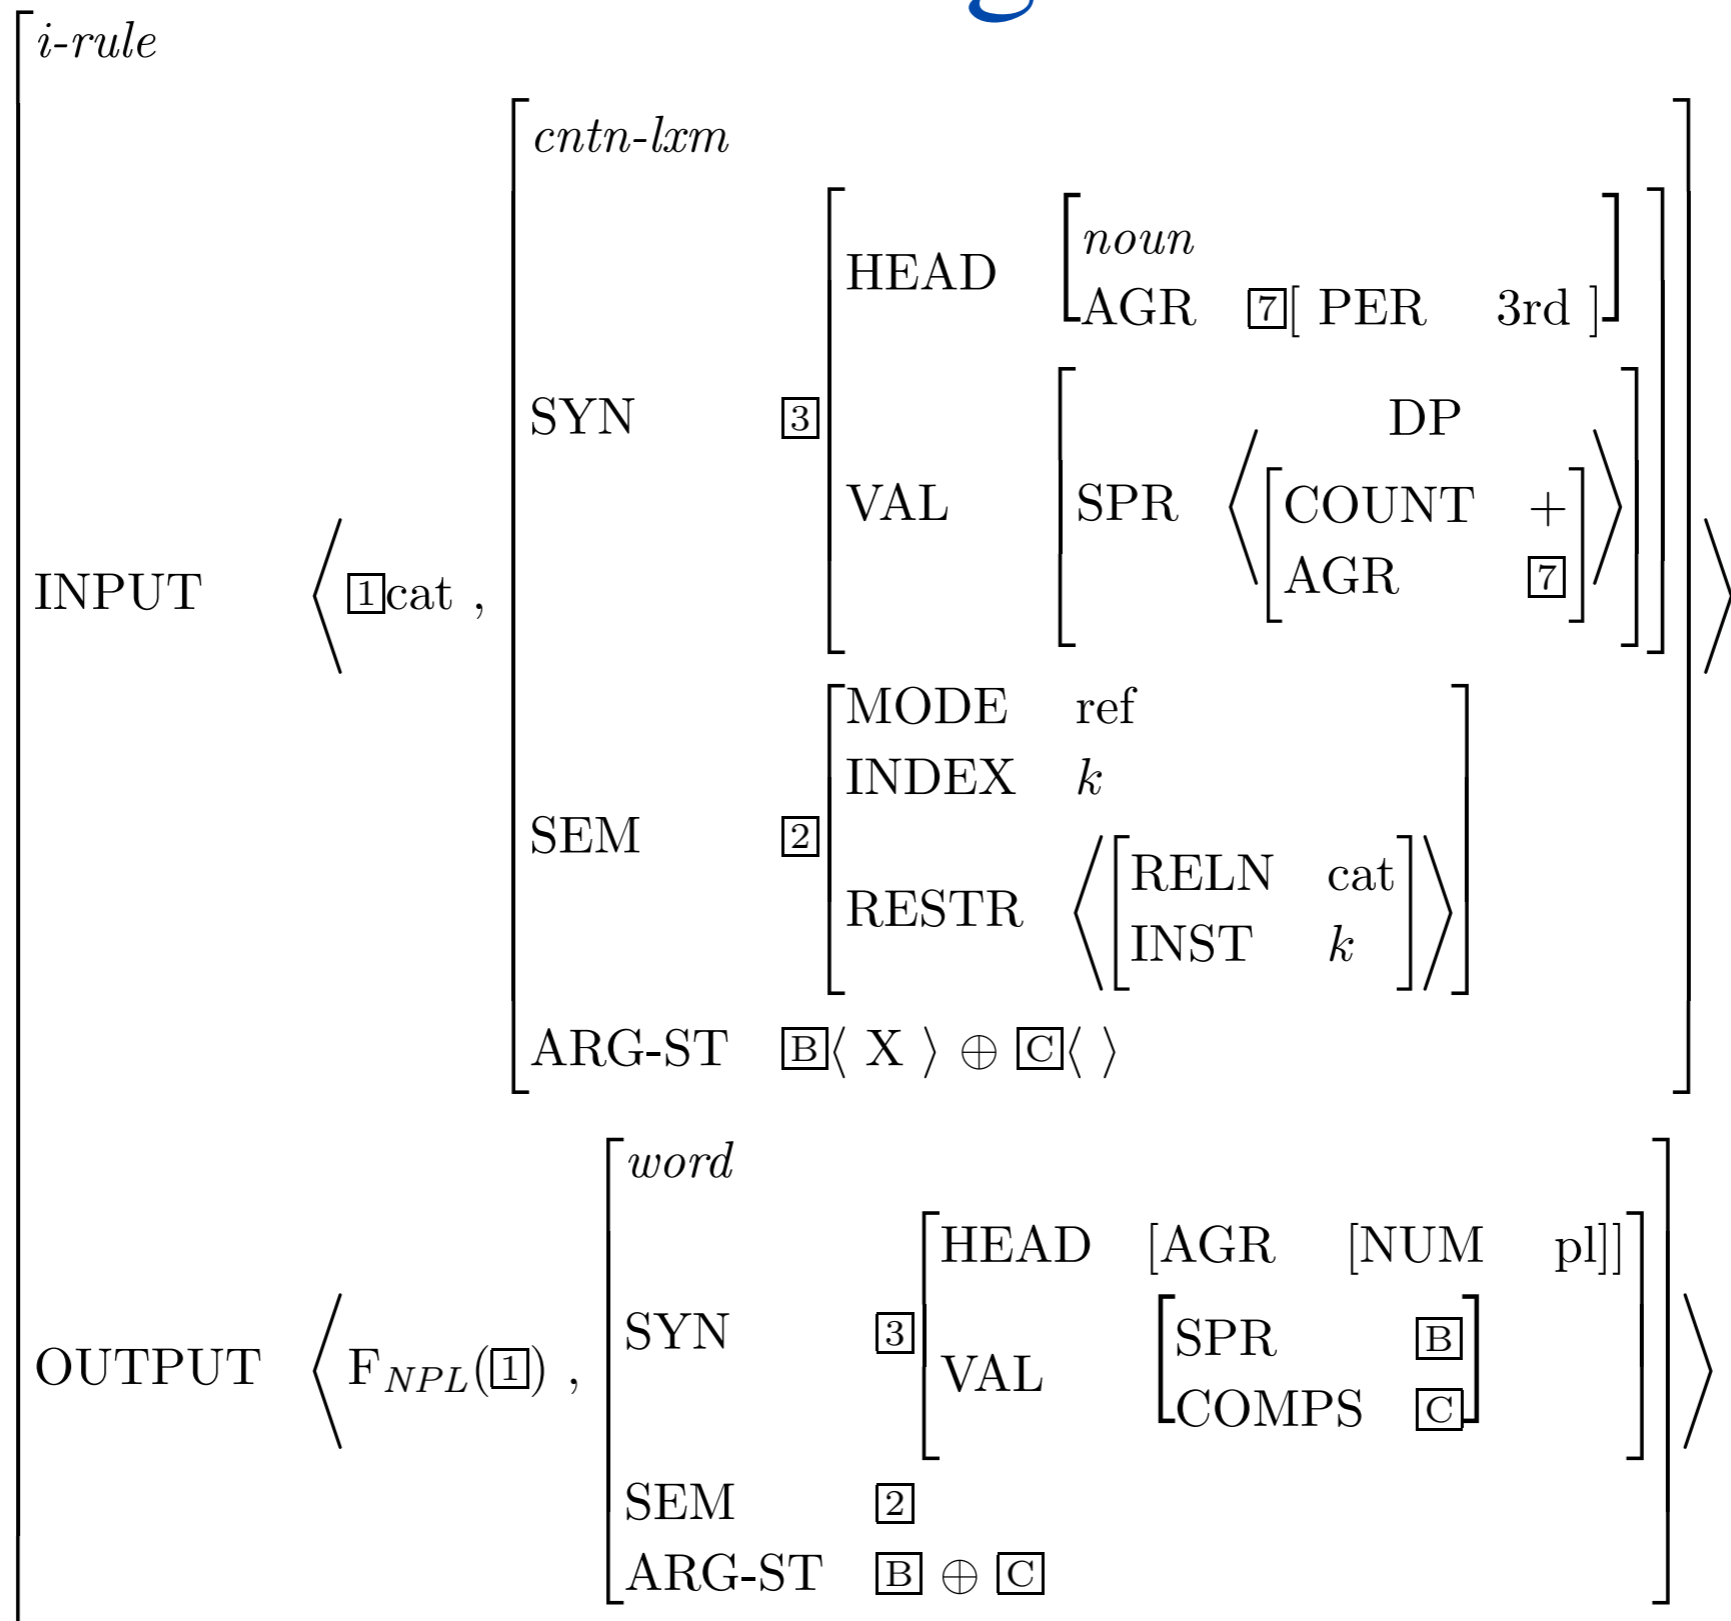 g
i-rule
cntn-lxm
noun
HEAD
AGR 7[ PER 3rd ]
SYN 3
DP
VAL SPR ⟨ COUNT + ⟩
AGR 7
INPUT ⟨ 1cat ,
MODE ref
INDEX k
SEM 2
RELN cat
RESTR ⟨ ⟩
INST k
ARG-ST B⟨ X ⟩ ⊕ C⟨ ⟩
word
HEAD [AGR [NUM pl]]
SYN 3
SPR B
OUTPUT ⟨ F_NPL(1) ,
VAL
COMPS C
SEM 2
ARG-ST B ⊕ C